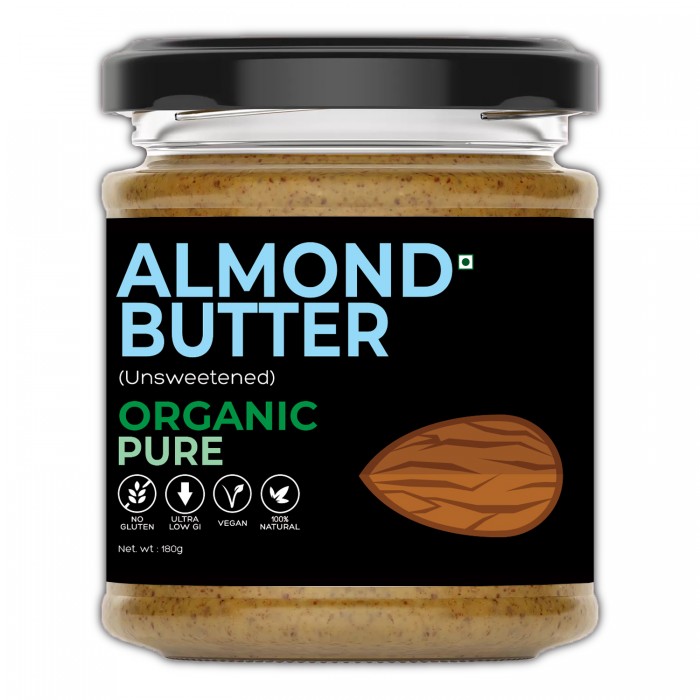 ALMOND
BUTTER
(Unsweetened)
ORGANIC
PURE
NO
GLUTEN
ULTRA
LOW GI
VEGAN
100%
NATURAL
Net. wt : 180g